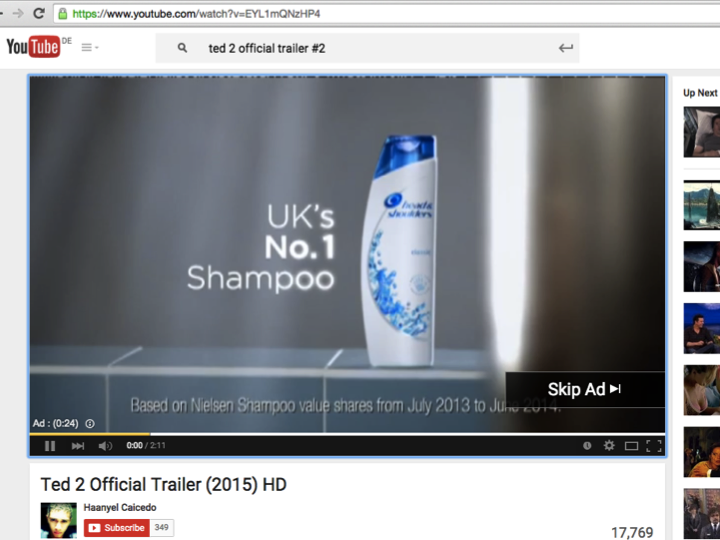 https://www.youtube.com/watch?v=EYL1mQNzHP4
YouTube DE
ted 2 official trailer #2
Up Next
UK's
No.1
Shampoo
head&
shoulders
Skip Ad
Based on Nielsen Shampoo value shares from July 2013 to June 2014.
Ad : (0:24)
0:00 / 2:11
Ted 2 Official Trailer (2015) HD
Haanyel Caicedo
Subscribe 349
17,769